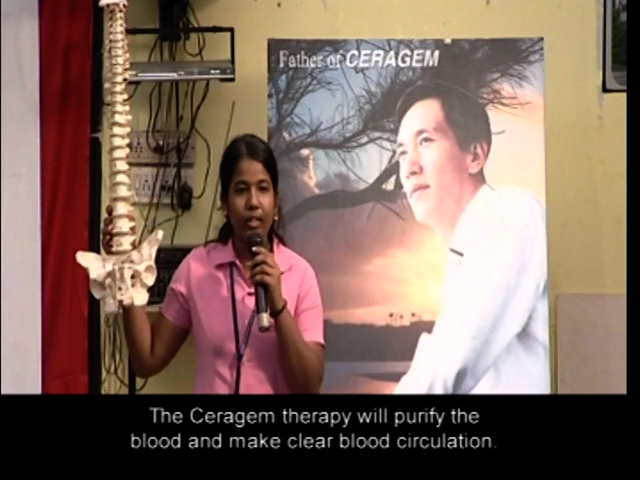 Father of CERAGEM
The Ceragem therapy will purify the
blood and make clear blood circulation.